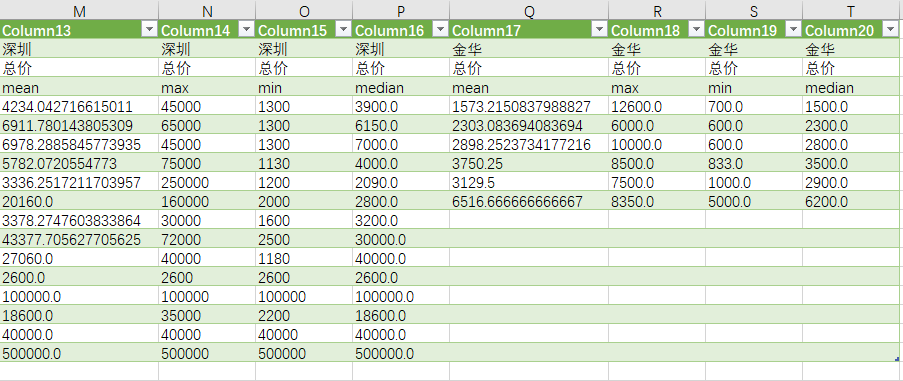 M N O P Q R S T
Column13 Column14 Column15 Column16 Column17 Column18 Column19 Column20
深圳 深圳 深圳 深圳 金华 金华 金华 金华
总价 总价 总价 总价 总价 总价 总价 总价
mean max min median mean max min median
4234.042716615011 45000 1300 3900.0 1573.2150837988827 12600.0 700.0 1500.0
6911.780143805309 65000 1300 6150.0 2303.083694083694 6000.0 600.0 2300.0
6978.2885845773935 45000 1300 7000.0 2898.2523734177216 10000.0 600.0 2800.0
5782.0720554773 75000 1130 4000.0 3750.25 8500.0 833.0 3500.0
3336.2517211703957 250000 1200 2090.0 3129.5 7500.0 1000.0 2900.0
20160.0 160000 2000 2800.0 6516.666666666667 8350.0 5000.0 6200.0
3378.2747603833864 30000 1600 3200.0
43377.705627705625 72000 2500 30000.0
27060.0 40000 1180 40000.0
2600.0 2600 2600 2600.0
100000.0 100000 100000 100000.0
18600.0 35000 2200 18600.0
40000.0 40000 40000 40000.0
500000.0 500000 500000 500000.0